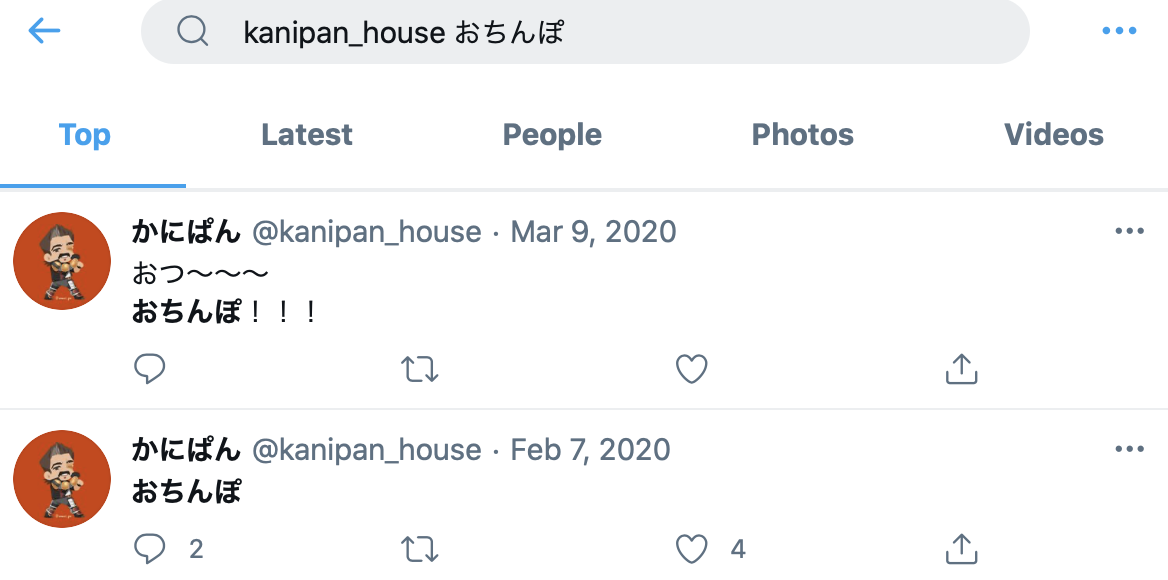 kanipan_house おちんぽ
Top Latest People Photos Videos
かにぱん @kanipan_house · Mar 9, 2020
おつ〜〜〜
おちんぽ！！！
かにぱん @kanipan_house · Feb 7, 2020
おちんぽ
2 4